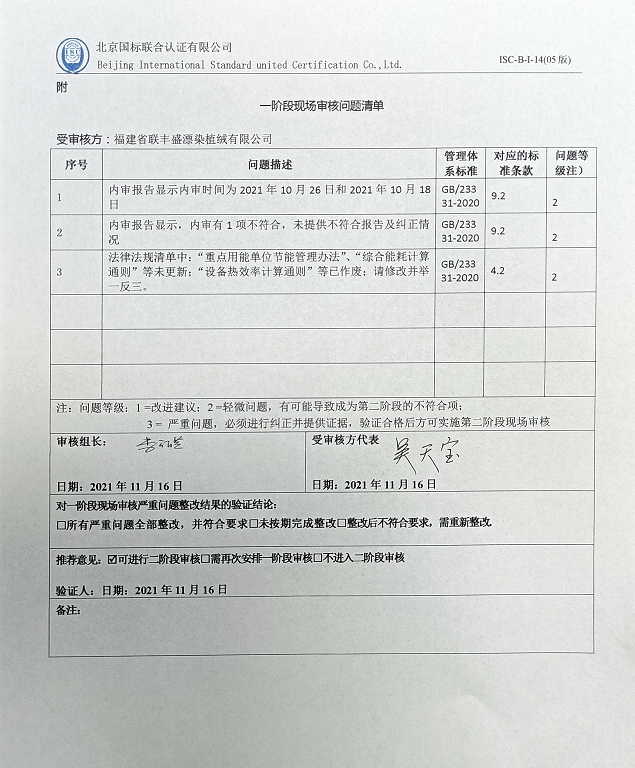 北京国标联合认证有限公司
Beijing International Standard united Certification Co.,Ltd.
ISC-B-I-14(05版)
ISC
附
一阶段现场审核问题清单
受审核方：福建省联丰盛漂染植绒有限公司
序号 问题描述 管理体系标准 对应的标准条款 问题等级注）
1 内审报告显示内审时间为 2021 年 10 月 26 日和 2021 年 10 月 18
日
GB/233
31-2020
9.2
2
2 内审报告显示，内审有 1 项不符合，未提供不符合报告及纠正情
况
GB/233
31-2020
9.2
2
3 法律法规清单中：“重点用能单位节能管理办法”、“综合能耗计算
通则”等未更新；“设备热效率计算通则”等已作废；请修改并举
一反三。
GB/233
31-2020
4.2
2
注：问题等级：1 =改进建议；2 =轻微问题，有可能导致成为第二阶段的不符合项；
3 = 严重问题，必须进行纠正并提供证据，验证合格后方可实施第二阶段现场审核
审核组长：
日期：2021 年 11 月 16 日
受审核方代表
吴天宝
日期：2021 年 11 月 16 日
对一阶段现场审核严重问题整改结果的验证结论：
☐所有严重问题全部整改，并符合要求☐未按期完成整改☐整改后不符合要求，需重新整改.
推荐意见：☑可进行二阶段审核☐需再次安排一阶段审核☐不进入二阶段审核
验证人：日期：2021 年 11 月 16 日
备注：